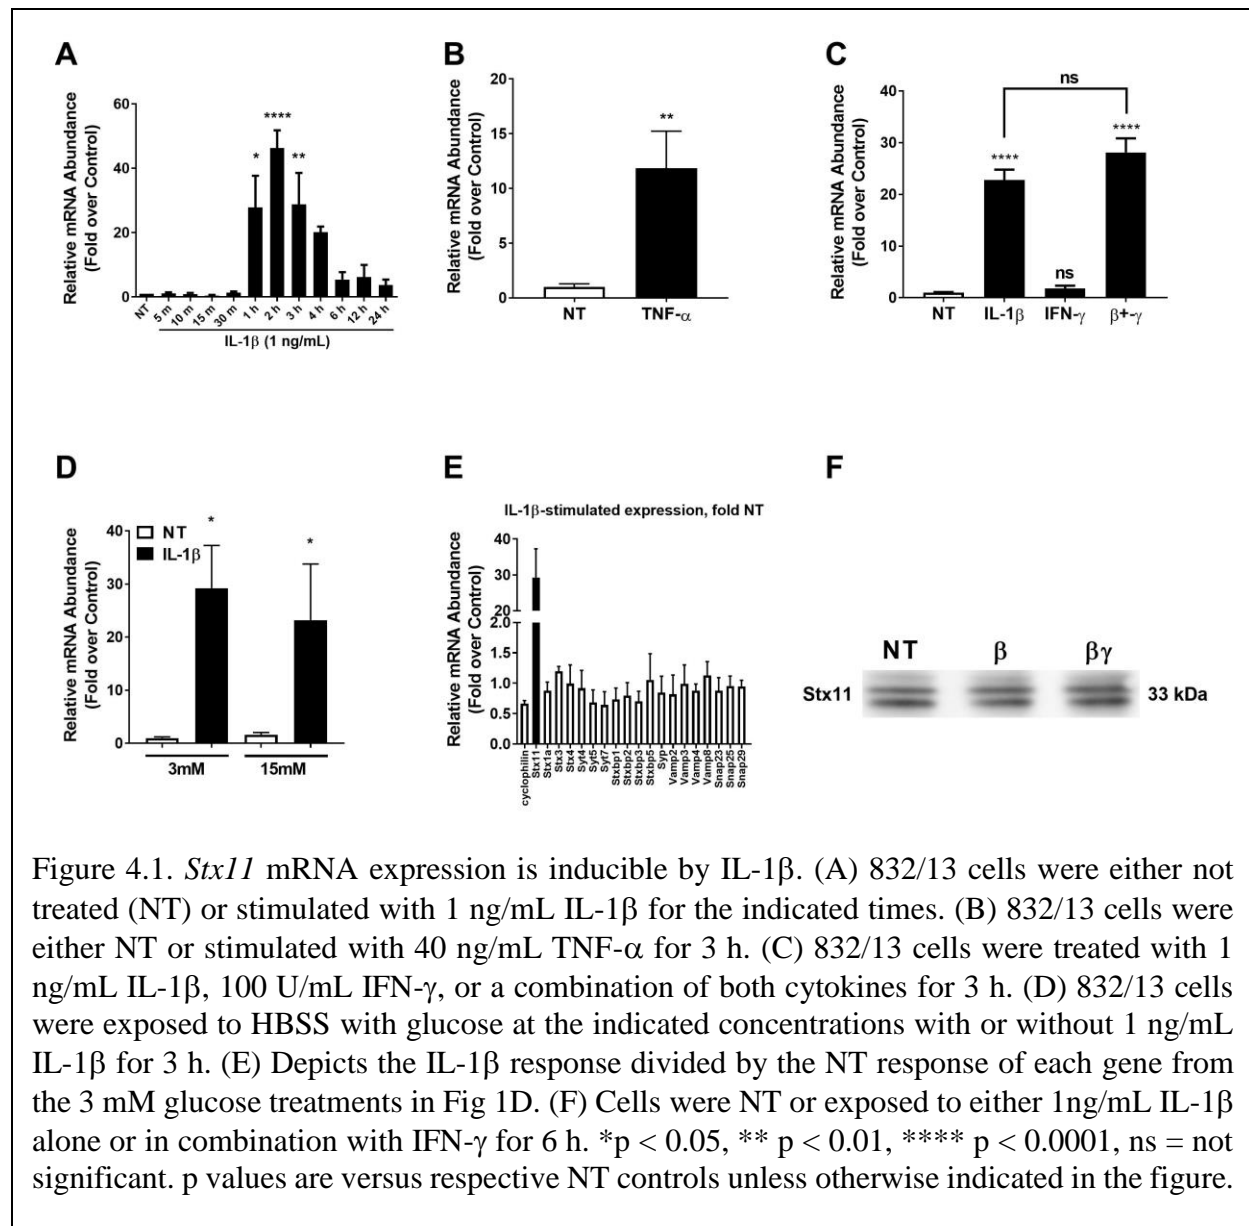 A
Relative mRNA Abundance
(Fold over Control)
60
40
20
0
*
****
**
NT
5 m
10 m
15 m
30 m
1 h
2 h
3 h
4 h
6 h
12 h
24 h
IL-1β (1 ng/mL)
B
Relative mRNA Abundance
(Fold over Control)
20
15
10
5
0
**
NT
TNF-α
C
Relative mRNA Abundance
(Fold over Control)
40
30
20
10
0
ns
****
ns
****
NT
IL-1β
IFN-γ
β+-γ
D
Relative mRNA Abundance
(Fold over Control)
40
30
20
10
0
NT
IL-1β
*
*
3mM
15mM
E
IL-1β-stimulated expression, fold NT
Relative mRNA Abundance
(Fold over Control)
40
30
20
2.0
1.5
1.0
0.5
0.0
cyclophilin
Stx11
Stx1a
Stx3
Stx4
Syt4
Syt5
Syt7
Stxbp1
Stxbp2
Stxbp3
Stxbp5
Syp
Vamp2
Vamp3
Vamp4
Vamp8
Snap23
Snap25
Snap29
F
NT β βγ
Stx11 33 kDa
Figure 4.1. Stx11 mRNA expression is inducible by IL-1β. (A) 832/13 cells were either not
treated (NT) or stimulated with 1 ng/mL IL-1β for the indicated times. (B) 832/13 cells were
either NT or stimulated with 40 ng/mL TNF-α for 3 h. (C) 832/13 cells were treated with 1
ng/mL IL-1β, 100 U/mL IFN-γ, or a combination of both cytokines for 3 h. (D) 832/13 cells
were exposed to HBSS with glucose at the indicated concentrations with or without 1 ng/mL
IL-1β for 3 h. (E) Depicts the IL-1β response divided by the NT response of each gene from
the 3 mM glucose treatments in Fig 1D. (F) Cells were NT or exposed to either 1ng/mL IL-1β
alone or in combination with IFN-γ for 6 h. *p < 0.05, ** p < 0.01, **** p < 0.0001, ns = not
significant. p values are versus respective NT controls unless otherwise indicated in the figure.